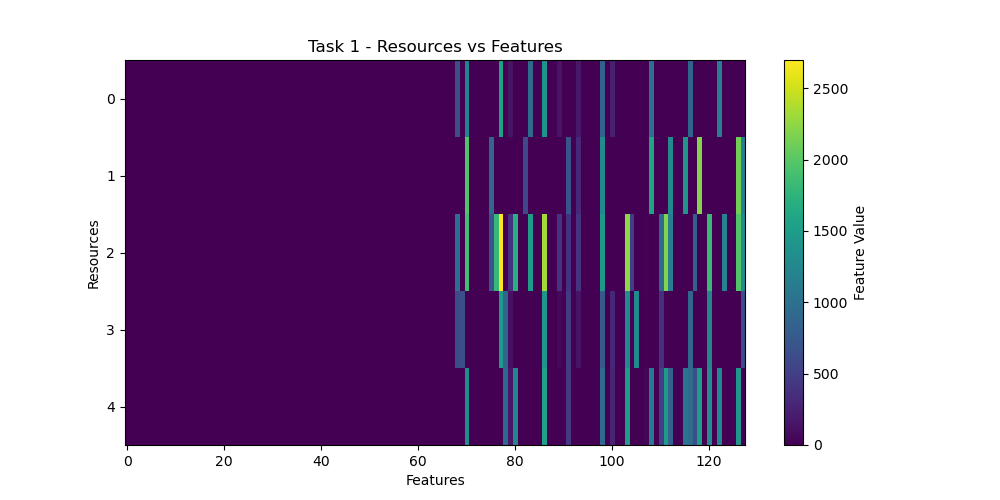 Task 1 - Resources vs Features
Resources
0
1
2
3
4
0 20 40 60 80 100 120
Features
2500
2000
1500
1000
500
0
Feature Value